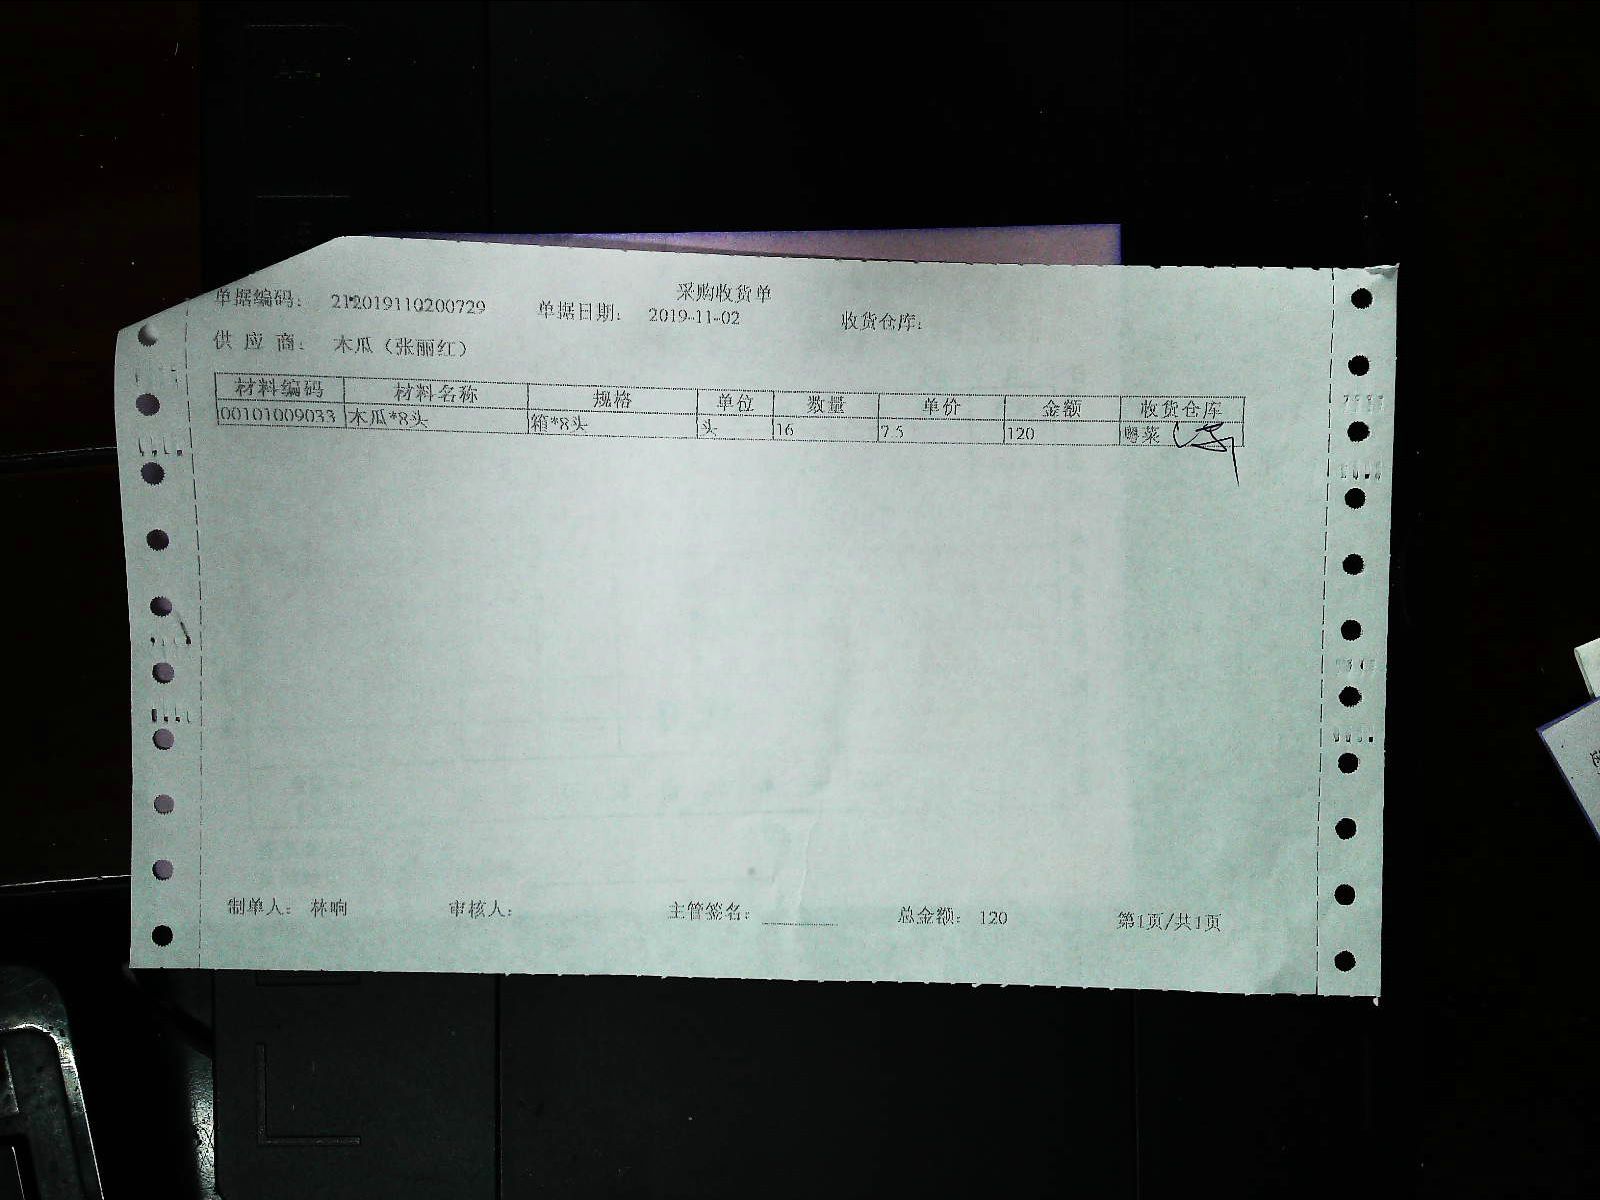 采购收货单
单据编码: 212019110200729 单据日期: 2019-11-02 收货仓库:
供 应 商: 木瓜（张丽红）
材料编码 材料名称 规格 单位 数量 单价 金额 收货仓库
00101009033 木瓜*8头 箱*8头 头 16 7.5 120 粤菜
制单人: 林响 审核人: 主管签名: 总金额: 120 第1页/共1页